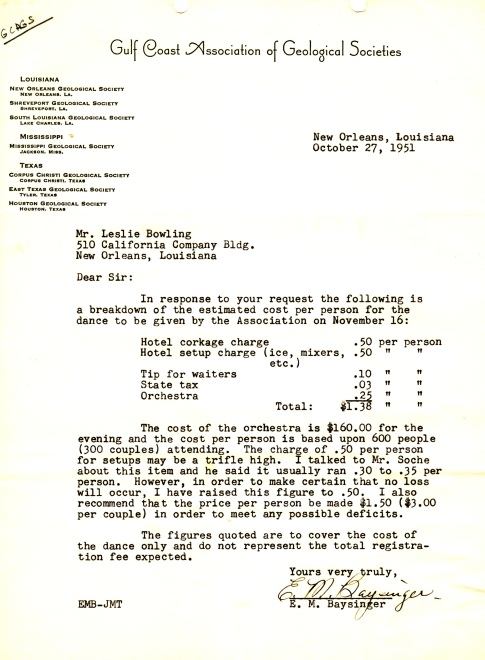 GCAGS
Gulf Coast Association of Geological Societies
LOUISIANA
NEW ORLEANS GEOLOGICAL SOCIETY
NEW ORLEANS, LA.
SHREVEPORT GEOLOGICAL SOCIETY
SHREVEPORT, LA.
SOUTH LOUISIANA GEOLOGICAL SOCIETY
LAKE CHARLES, LA.
MISSISSIPPI
MISSISSIPPI GEOLOGICAL SOCIETY
JACKSON, MISS.
TEXAS
CORPUS CHRISTI GEOLOGICAL SOCIETY
CORPUS CHRISTI, TEXAS
EAST TEXAS GEOLOGICAL SOCIETY
TYLER, TEXAS
HOUSTON GEOLOGICAL SOCIETY
HOUSTON, TEXAS
New Orleans, Louisiana
October 27, 1951
Mr. Leslie Bowling
510 California Company Bldg.
New Orleans, Louisiana
Dear Sir:
In response to your request the following is
a breakdown of the estimated cost per person for the
dance to be given by the Association on November 16:
Hotel corkage charge .50 per person
Hotel setup charge (ice, mixers, .50 " "
etc.)
Tip for waiters .10 " "
State tax .03 " "
Orchestra .25 " "
Total: $1.38 " "
The cost of the orchestra is $160.00 for the
evening and the cost per person is based upon 600 people
(300 couples) attending. The charge of .50 per person
for setups may be a trifle high. I talked to Mr. Soche
about this item and he said it usually ran .30 to .35 per
person. However, in order to make certain that no loss
will occur, I have raised this figure to .50. I also
recommend that the price per person be made $1.50 ($3.00
per couple) in order to meet any possible deficits.
The figures quoted are to cover the cost of
the dance only and do not represent the total registra-
tion fee expected.
Yours very truly,
E. M. Baysinger
E. M. Baysinger
EMB-JMT